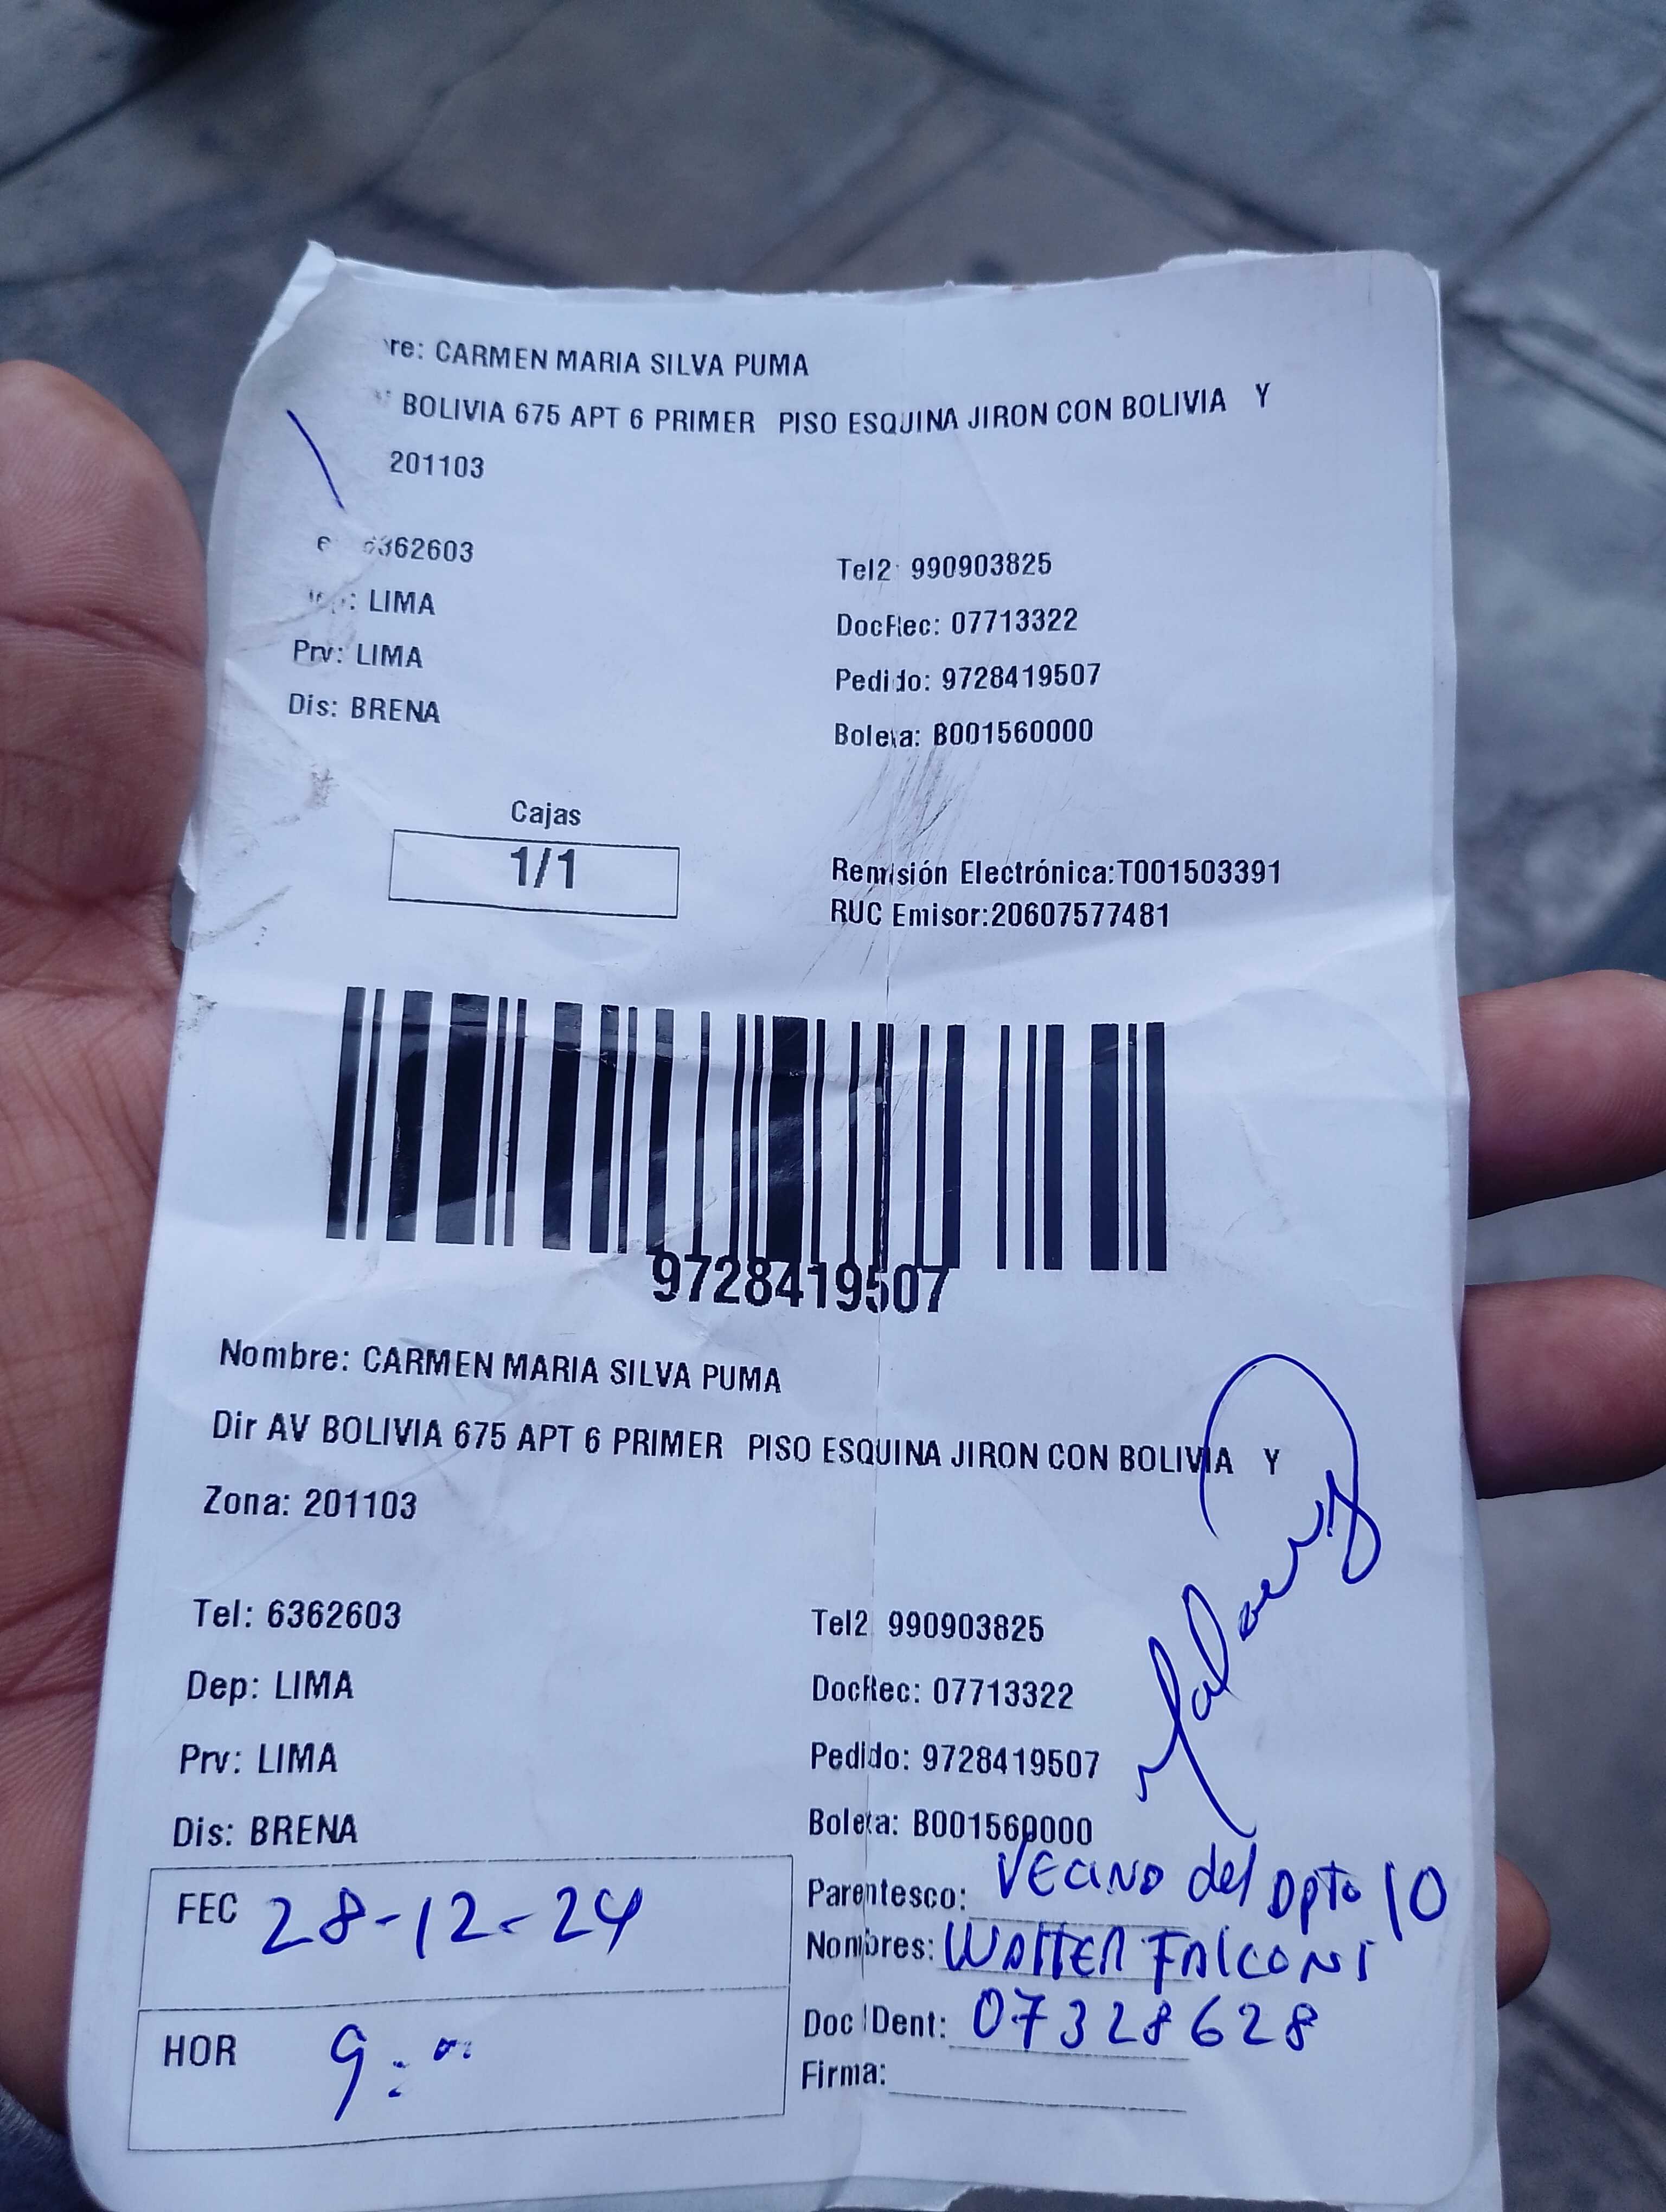 re: CARMEN MARIA SILVA PUMA
BOLIVIA 675 APT 6 PRIMER PISO ESQUINA JIRON CON BOLIVIA Y
201103
362603
Tel2 990903825
: LIMA
DocRec: 07713322
Prv: LIMA
Pedido: 9728419507
Dis: BRENA
Boleta: B001560000
Cajas
1/1
Remisión Electrónica:T001503391
RUC Emisor:20607577481
9728419507
Nombre: CARMEN MARIA SILVA PUMA
Dir AV BOLIVIA 675 APT 6 PRIMER PISO ESQUINA JIRON CON BOLIVIA Y
Zona: 201103
Tel: 6362603
Tel2 990903825
Dep: LIMA
DocRec: 07713322
Prv: LIMA
Pedido: 9728419507
Dis: BRENA
Boleta: B001560000
FEC 28-12-24
Parentesco: VECINO del Dpto 10
Nombres: WALTER FALCONI
HOR 9:
Doc Dent: 07328628
Firma: